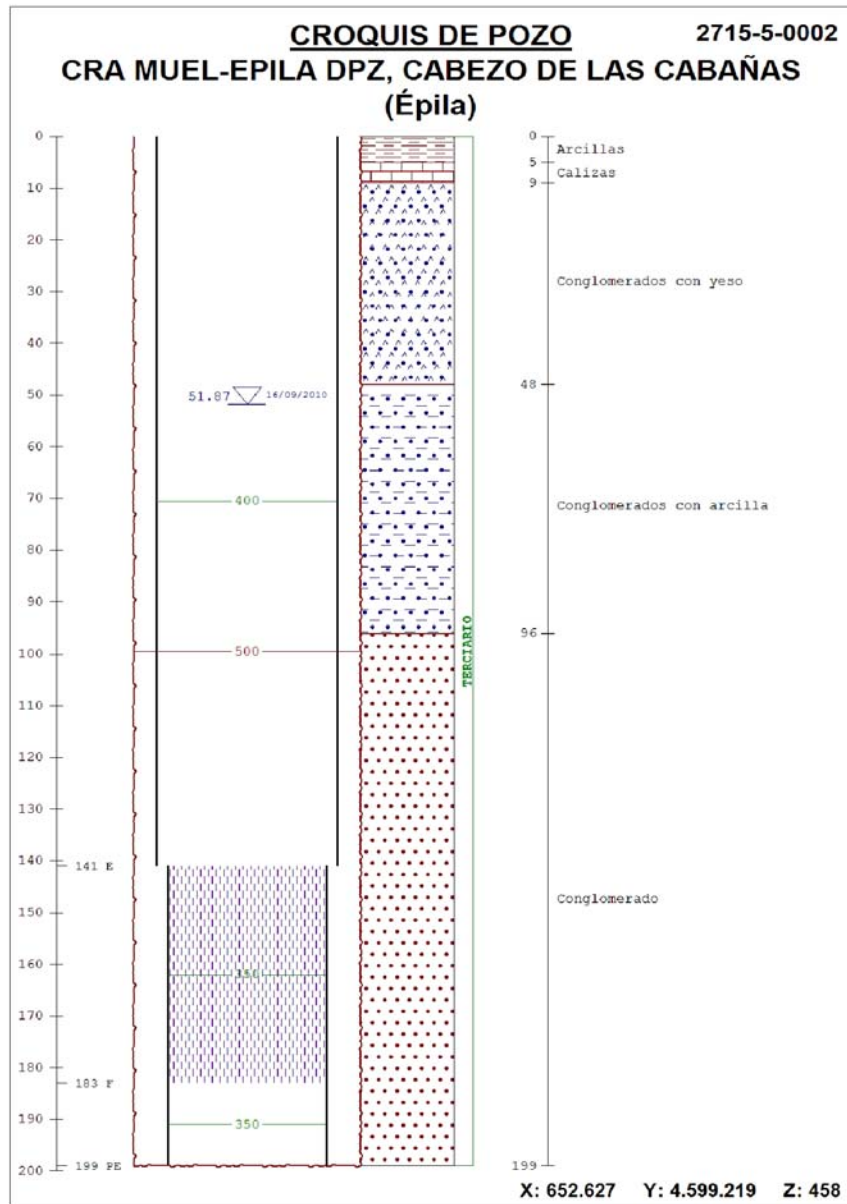 CROQUIS DE POZO
2715-5-0002
CRA MUEL-EPILA DPZ, CABEZO DE LAS CABAÑAS
(Épila)
0
10
20
30
40
50
60
70
80
90
100
110
120
130
140
141 E
150
160
170
180
183 F
190
199 PE
200
51.87
16/09/2010
400
500
350
350
TERCIARIO
0
Arcillas
5
Calizas
9
Conglomerados con yeso
48
Conglomerados con arcilla
96
Conglomerado
199
X: 652.627 Y: 4.599.219 Z: 458